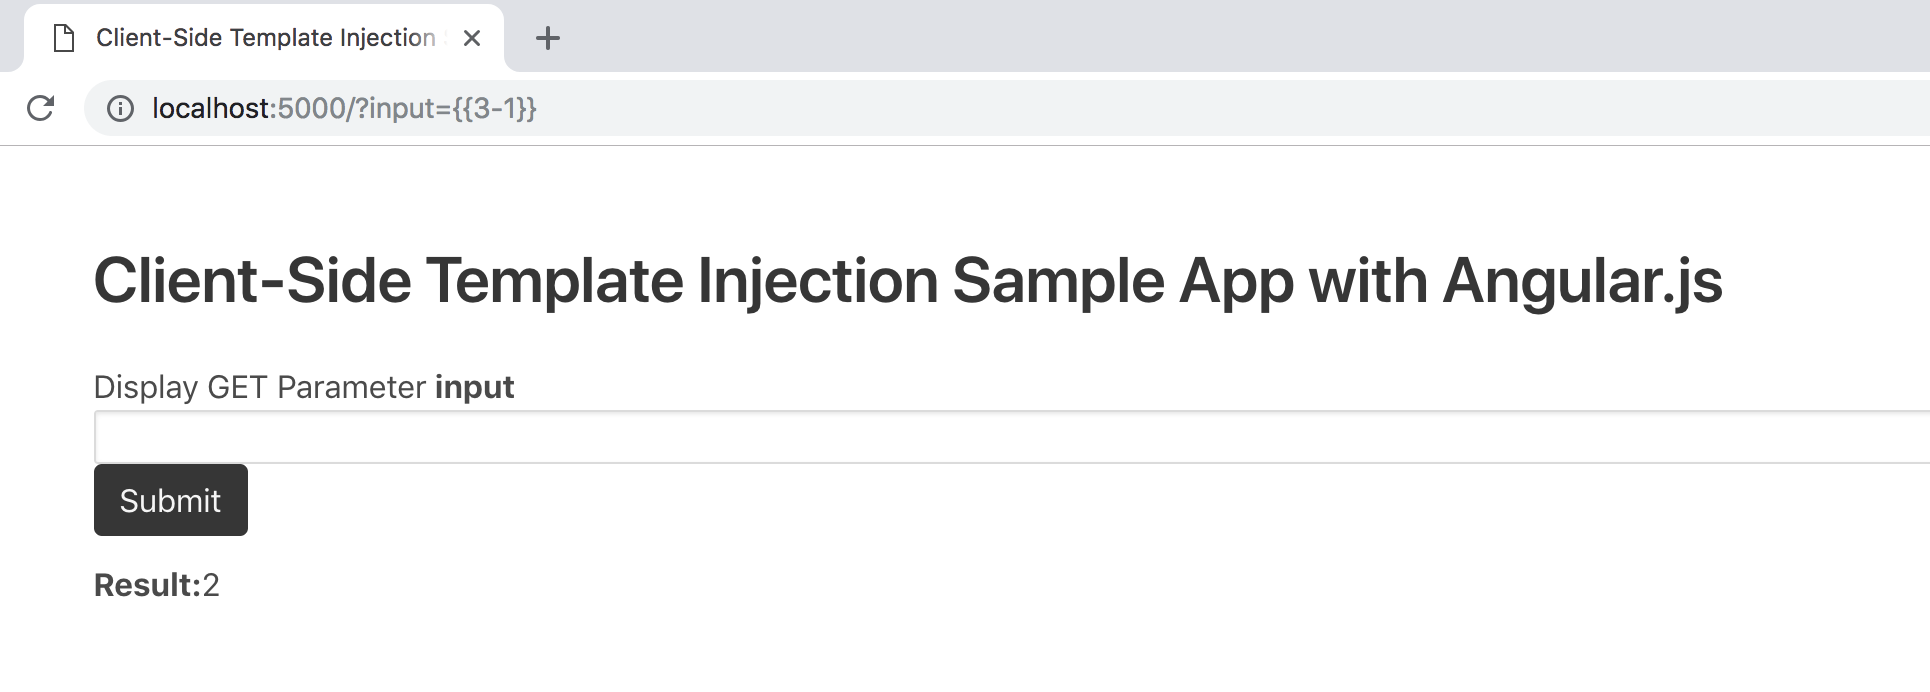 Client-Side Template Injection
localhost:5000/?input={{3-1}}
Client-Side Template Injection Sample App with Angular.js
Display GET Parameter input
Submit
Result:2